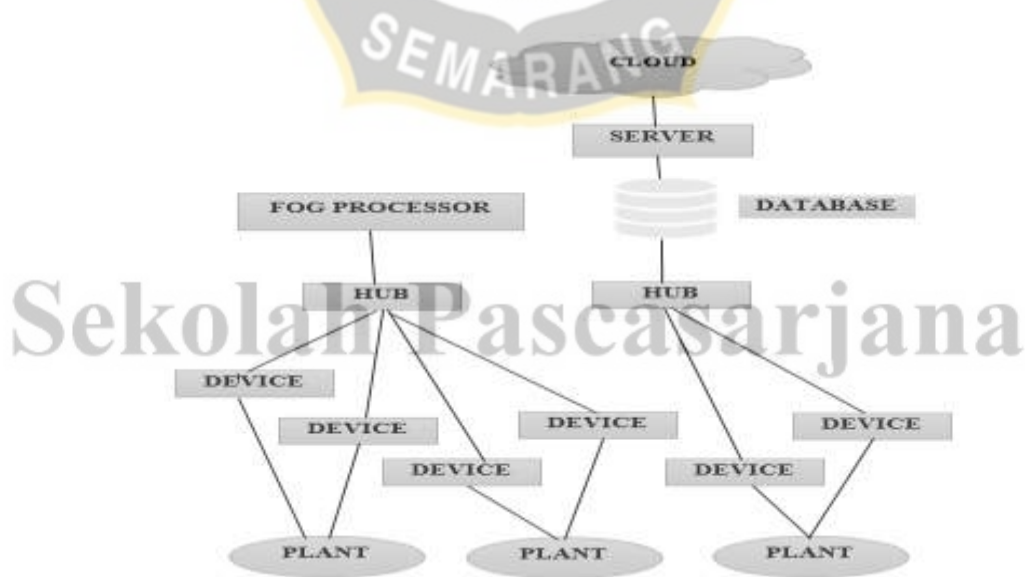 SEMARANG
CLOUD
SERVER
FOG PROCESSOR
DATABASE
HUB
HUB
Sekolah Pascasarjana
DEVICE
DEVICE
DEVICE
DEVICE
DEVICE
DEVICE
PLANT
PLANT
PLANT